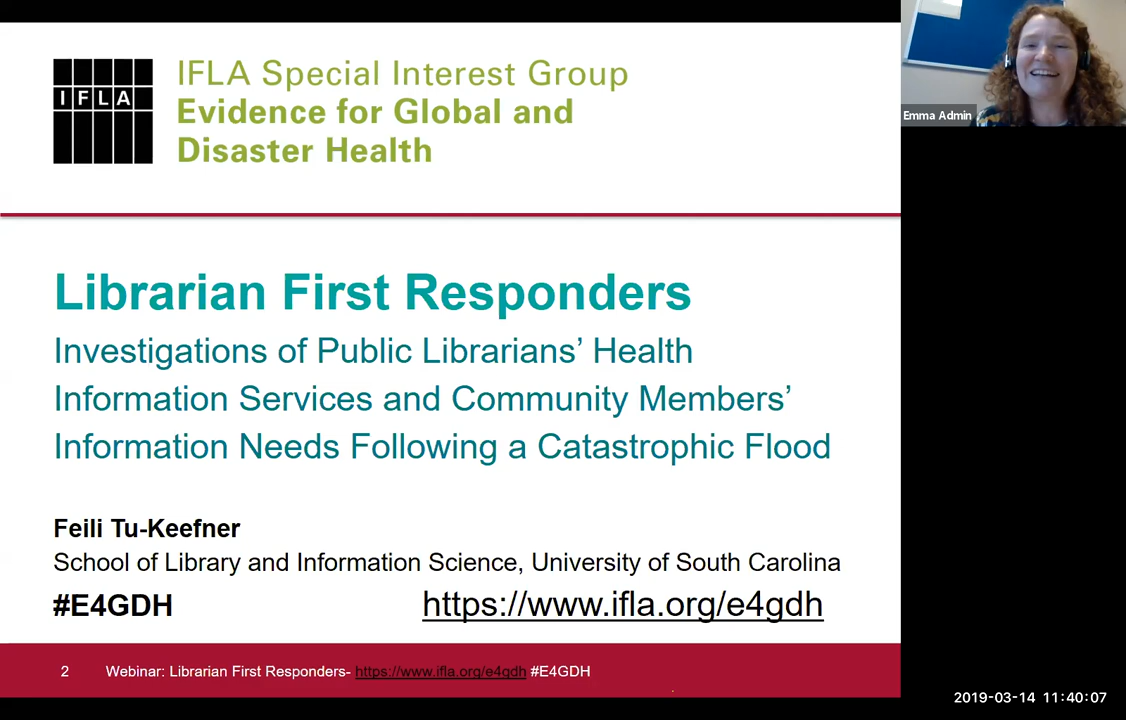 IFLA
IFLA Special Interest Group
Evidence for Global and
Disaster Health
Emma Admin
Librarian First Responders
Investigations of Public Librarians’ Health
Information Services and Community Members’
Information Needs Following a Catastrophic Flood
Feili Tu-Keefner
School of Library and Information Science, University of South Carolina
#E4GDH https://www.ifla.org/e4gdh
2 Webinar: Librarian First Responders- https://www.ifla.org/e4gdh #E4GDH
2019-03-14 11:40:07